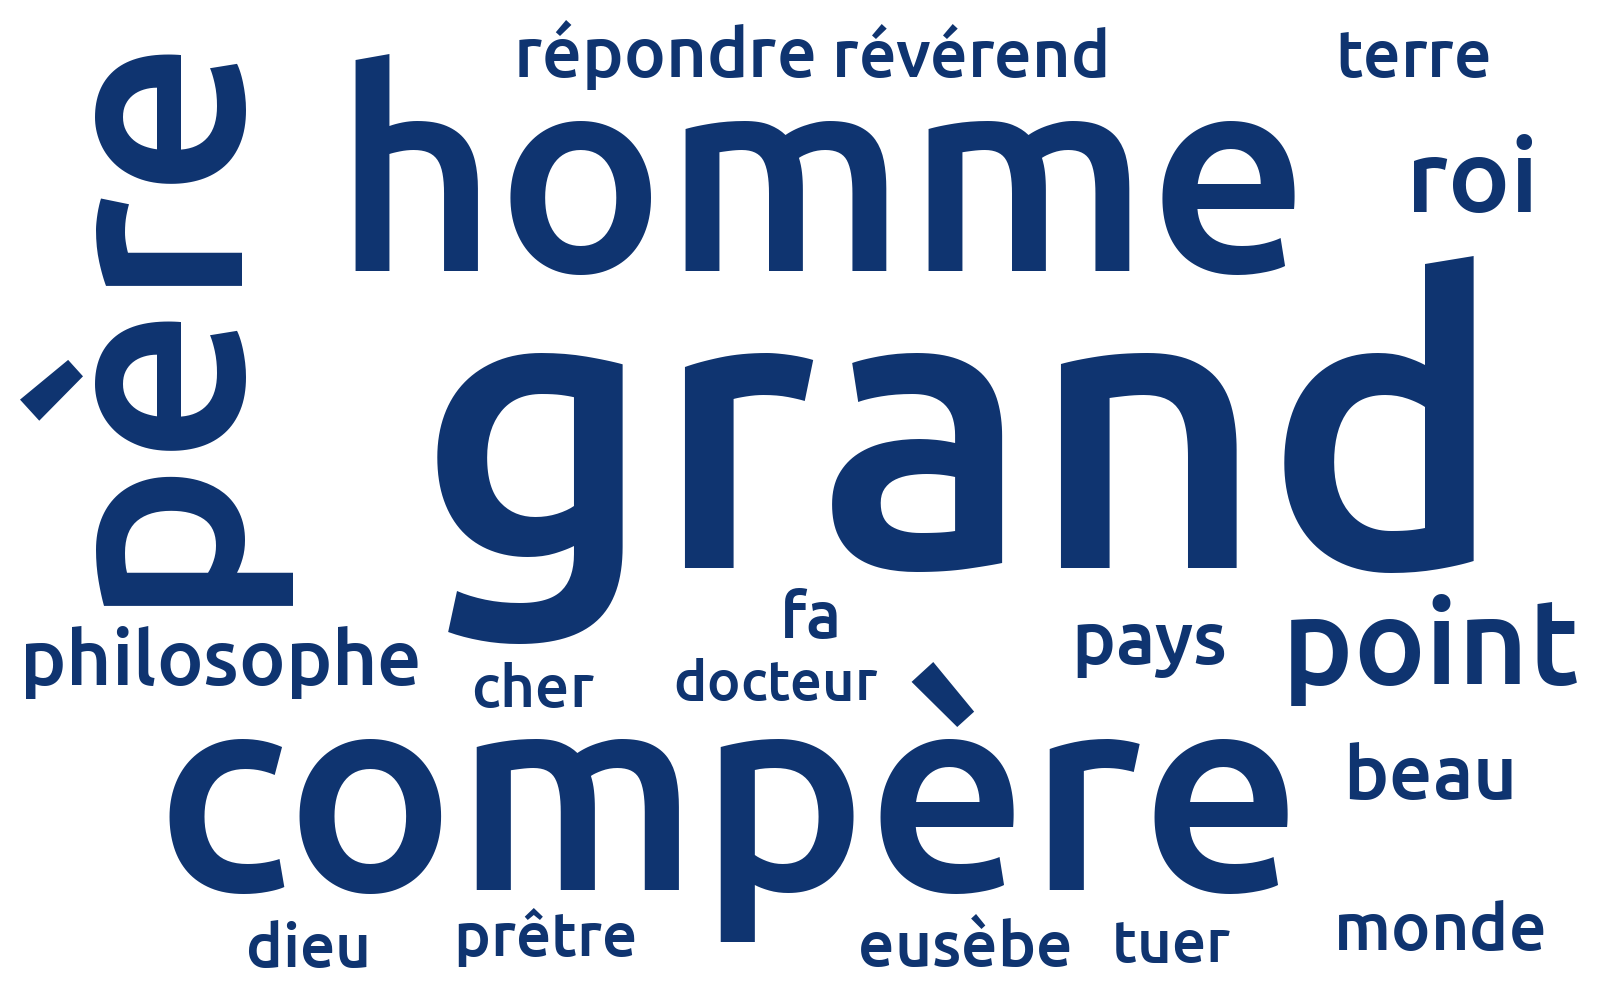 répondre révérend terre
père
homme
roi
grand
fa
pays
point
philosophe
cher
docteur
compère
beau
dieu
prêtre
eusèbe
tuer
monde